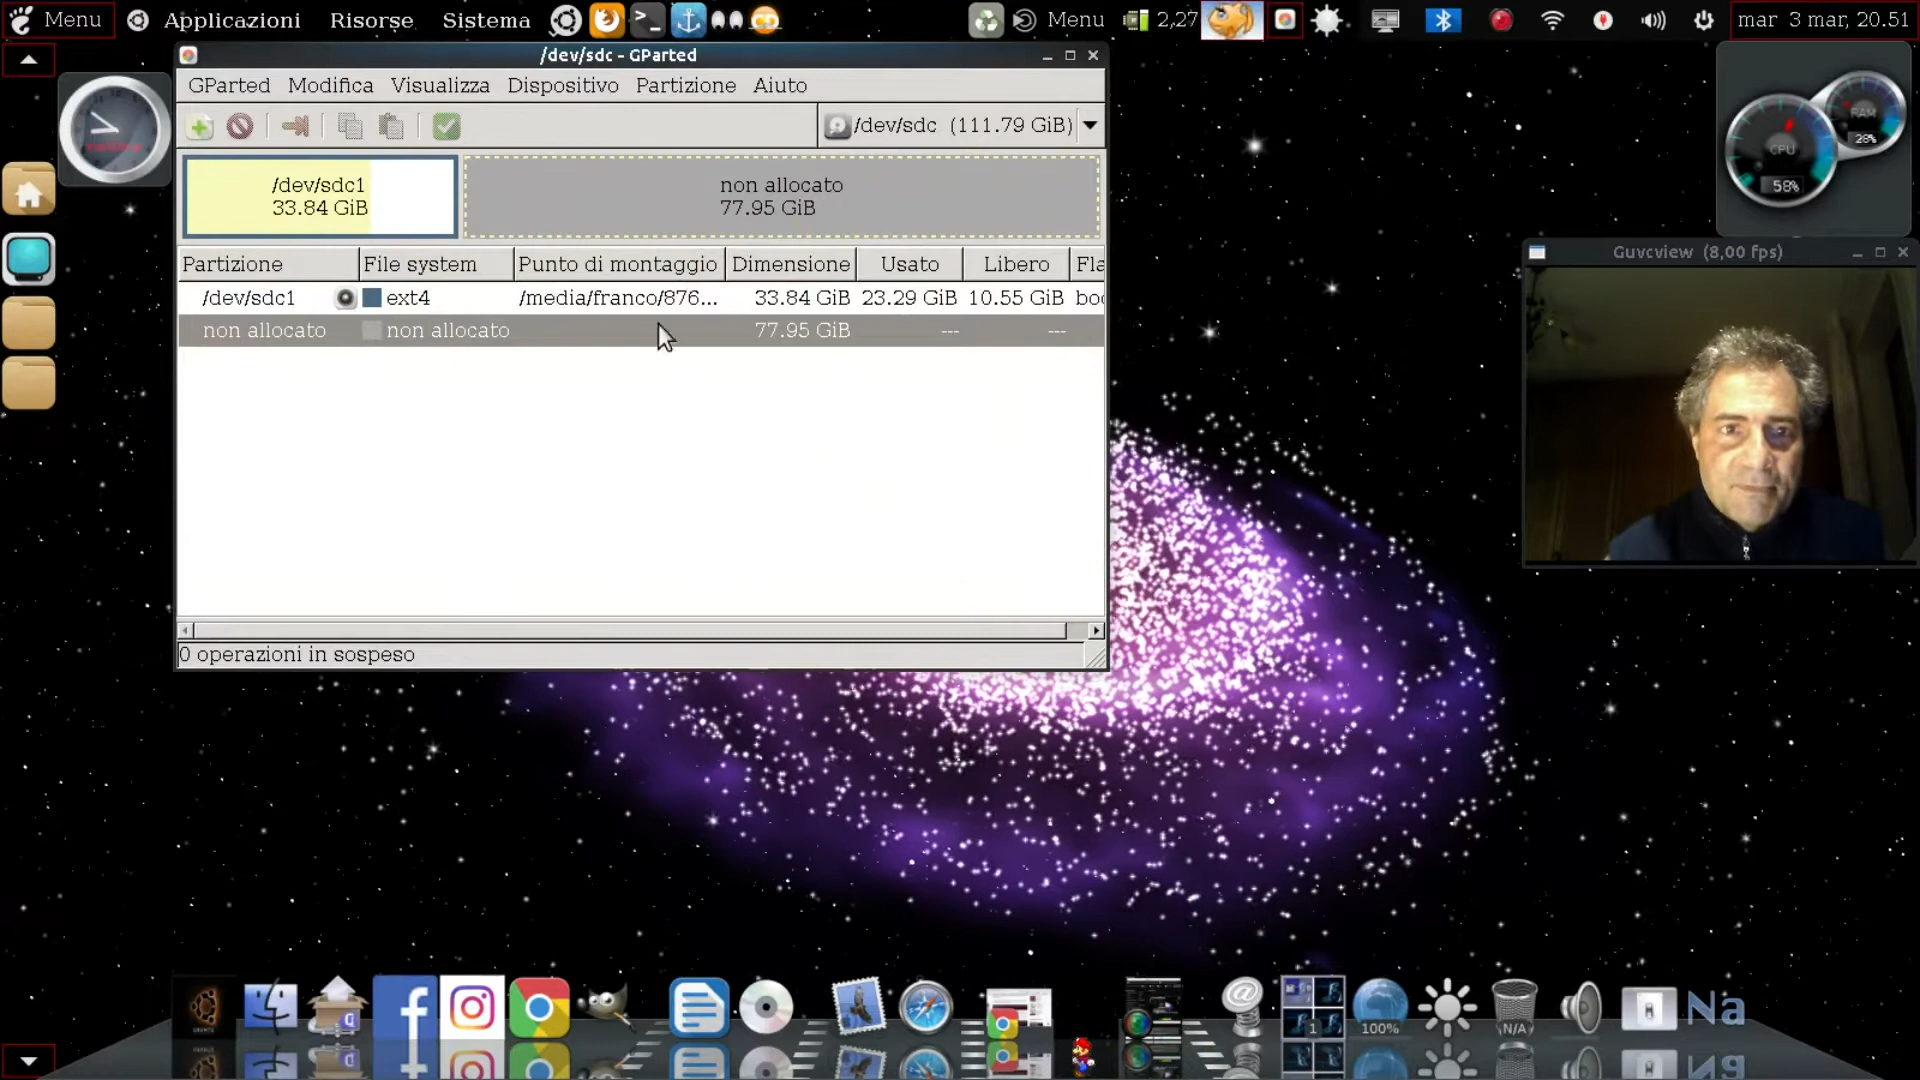 Menu Applicazioni Risorse Sistema Menu 2,27 mar 3 mar, 20.51
/dev/sdc - GParted
GParted Modifica Visualizza Dispositivo Partizione Aiuto
/dev/sdc (111.79 GiB)
/dev/sdc1
33.84 GiB
non allocato
77.95 GiB
Partizione File system Punto di montaggio Dimensione Usato Libero Fla
/dev/sdc1 ext4 /media/franco/876... 33.84 GiB 23.29 GiB 10.55 GiB boo
non allocato non allocato 77.95 GiB --- ---
0 operazioni in sospeso
RAM
28%
CPU
58%
Guvcview (8,00 fps)
1
100%
N/A
Na